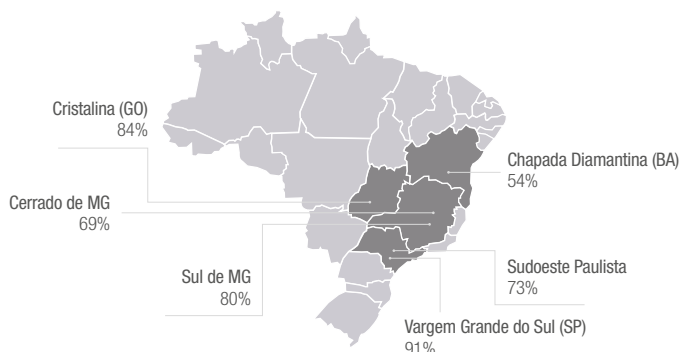 Cristalina (GO)
84%
Chapada Diamantina (BA)
54%
Cerrado de MG
69%
Sul de MG
80%
Sudoeste Paulista
73%
Vargem Grande do Sul (SP)
91%